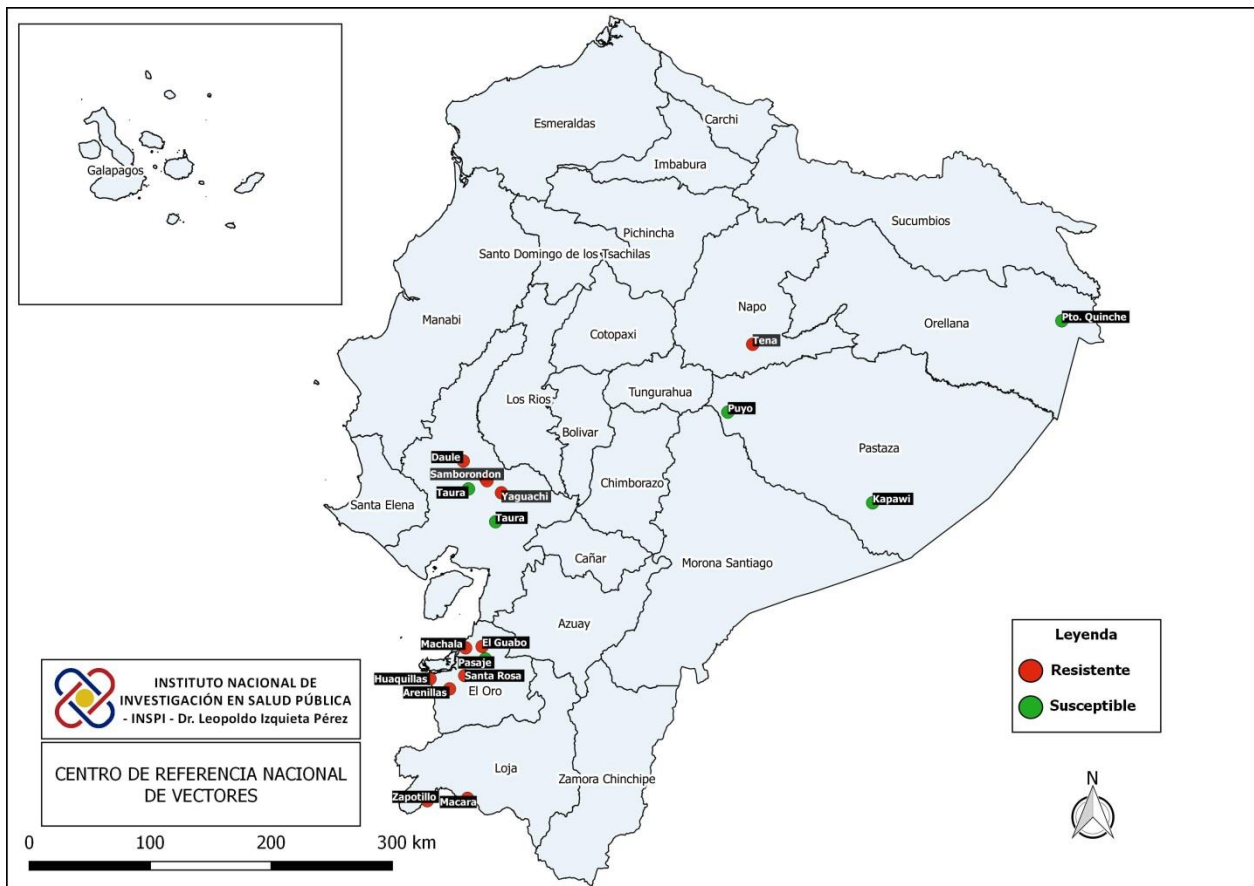 Esmeraldas
Carchi
Imbabura
Galapagos
Sucumbios
Pichincha
Santo Domingo de los Tsachilas
Napo
Manabi
Orellana
Pto. Quinche
Cotopaxi
Tena
Tungurahua
Los Rios
Puyo
Bolivar
Pastaza
Daule
Samborondon
Chimborazo
Taura
Yaguachi
Santa Elena
Kapawi
Taura
Cañar
Morona Santiago
Azuay
Machala
El Guabo
Pasaje
Huaquillas
Santa Rosa
Arenillas
El Oro
Loja
Zamora Chinchipe
Zapotillo
Macara
Leyenda
Resistente
Susceptible
INSTITUTO NACIONAL DE
INVESTIGACIÓN EN SALUD PÚBLICA
- INSPI - Dr. Leopoldo Izquieta Pérez
CENTRO DE REFERENCIA NACIONAL
DE VECTORES
N
0 100 200 300 km